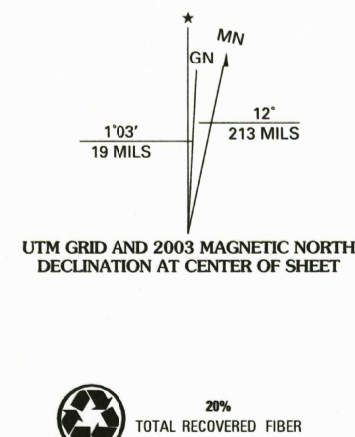 ★
MN
GN
12°
213 MILS
1°03′
19 MILS
UTM GRID AND 2003 MAGNETIC NORTH
DECLINATION AT CENTER OF SHEET
20%
TOTAL RECOVERED FIBER